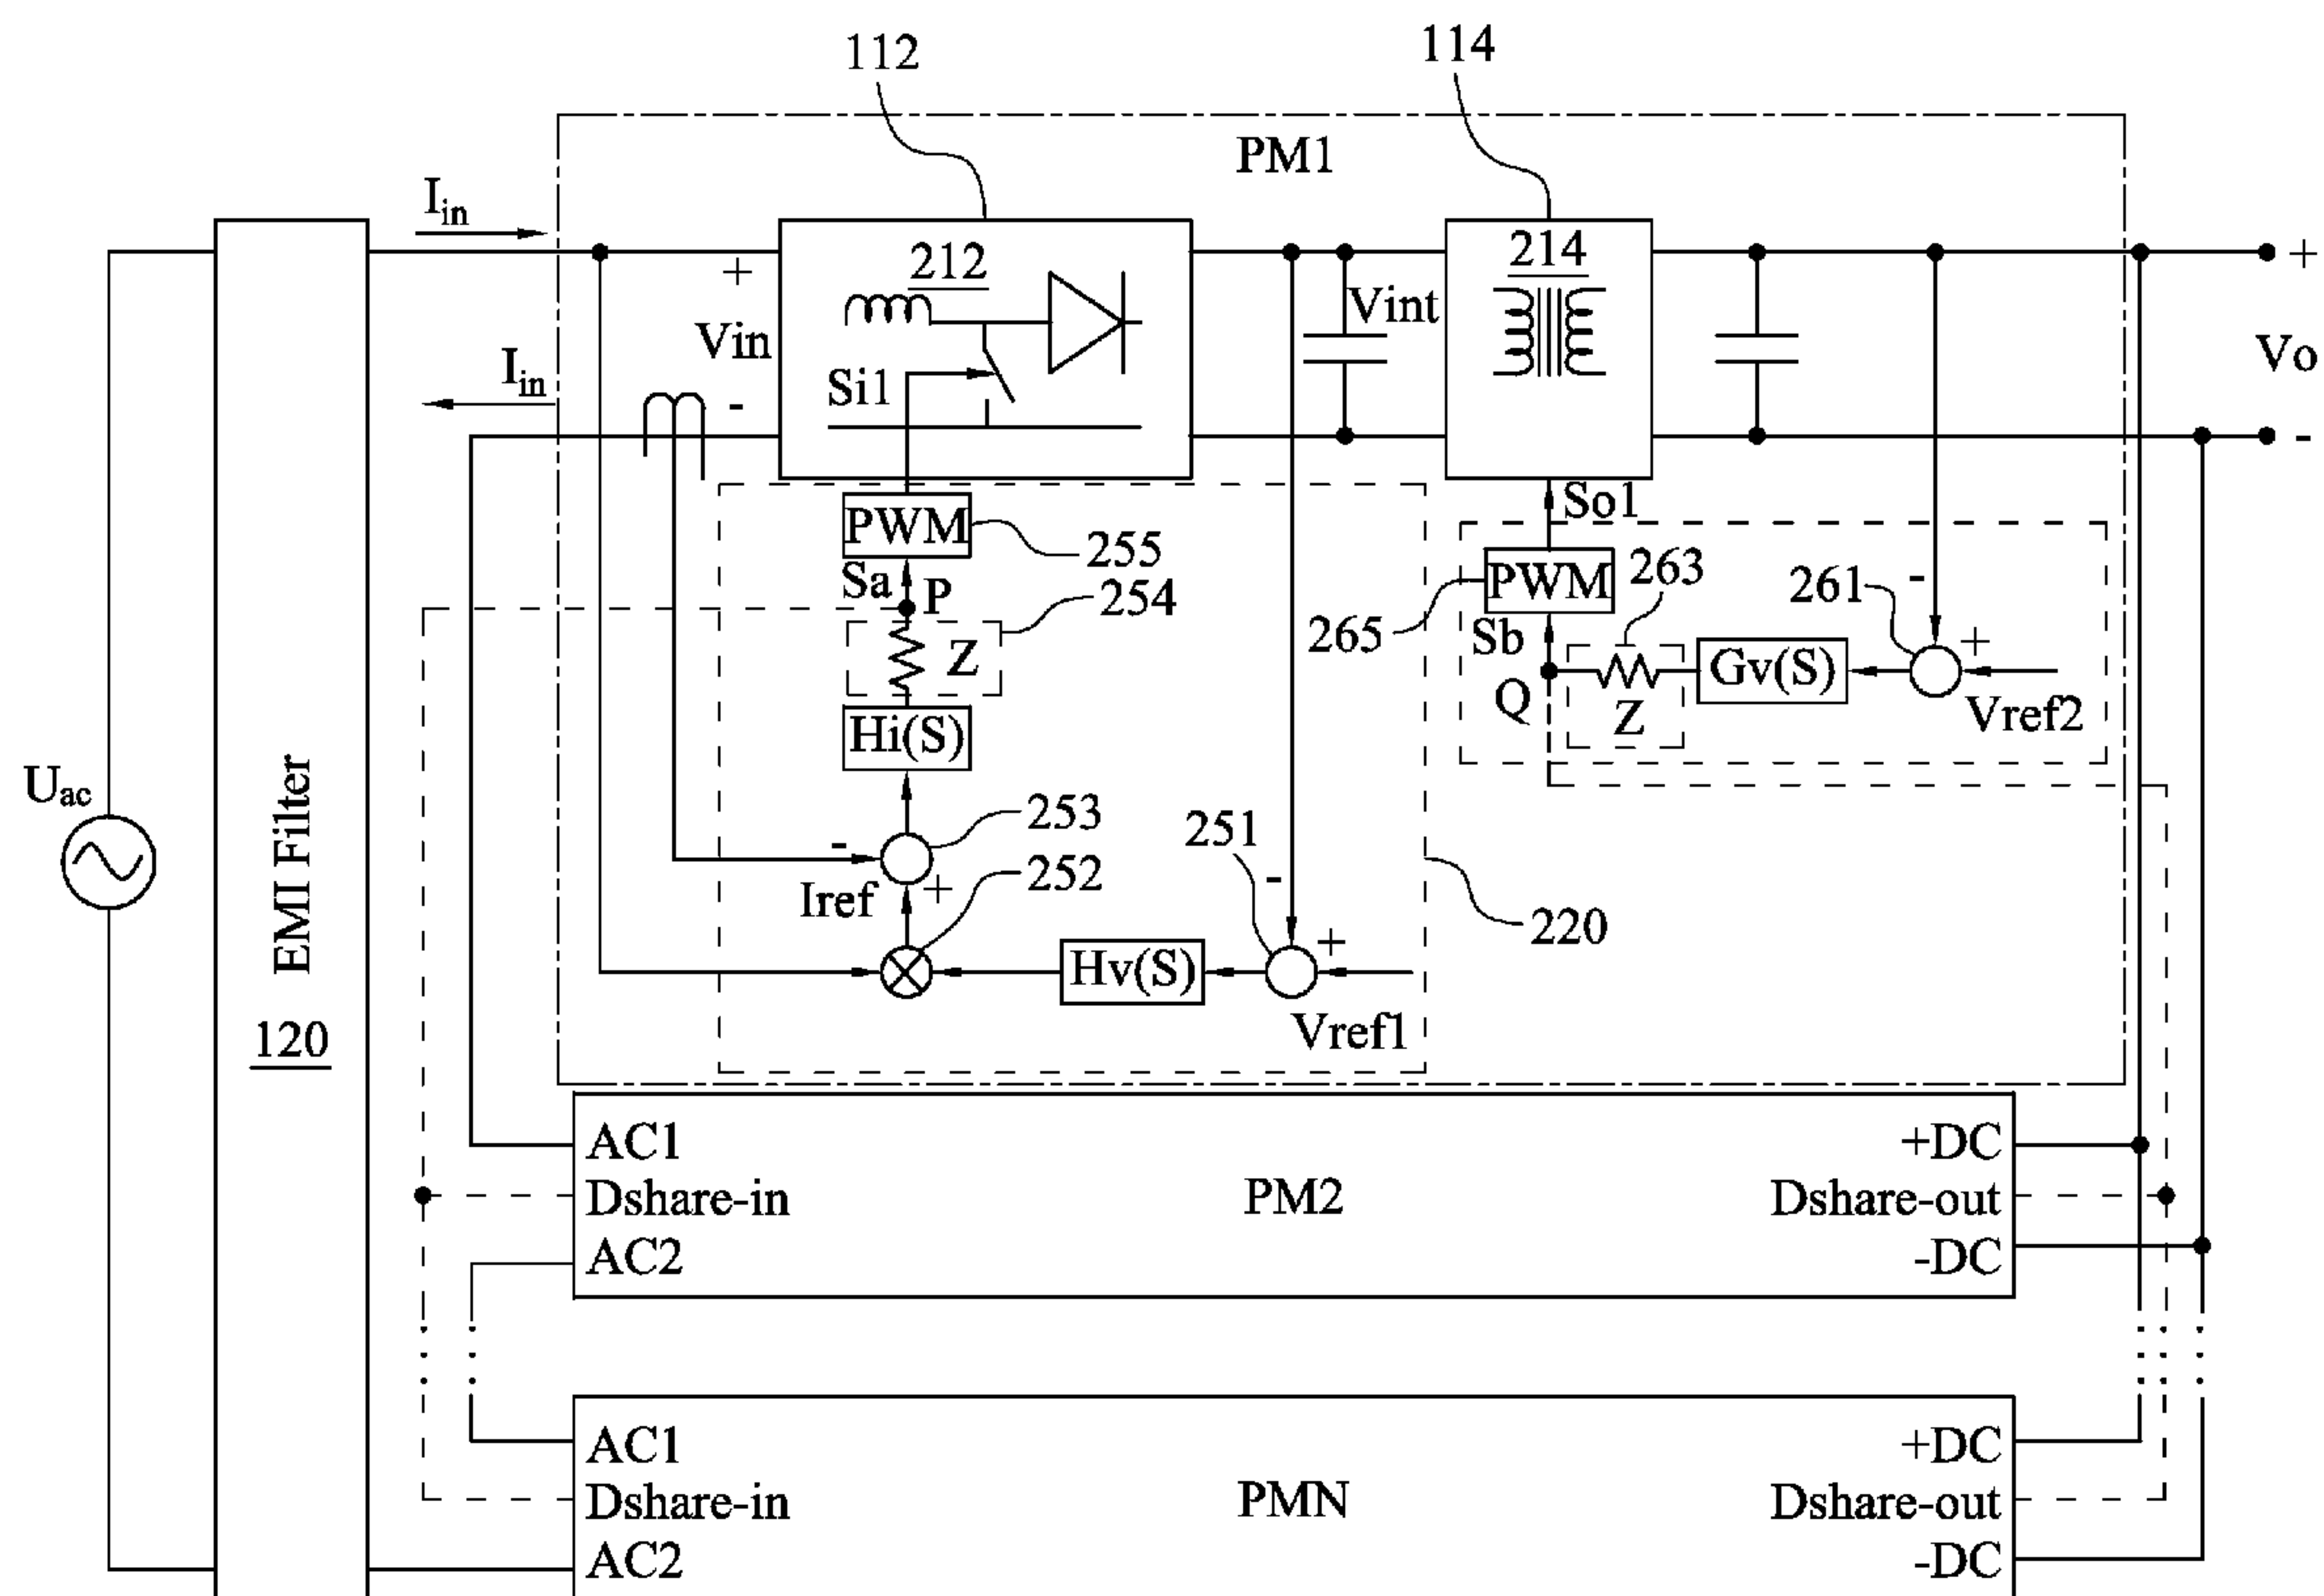 112
114
PM1
Iin
212
214
+
+
Vin
Vint
Vo
Iin
Si1
-
-
PWM
255
So1
Sa
P
254
PWM
263
261
-
+
265
Sb
Z
Gv(S)
Q
Z
Vref2
Hi(S)
Uac
EMI Filter
120
253
-
Iref
+
252
251
-
+
220
Hv(S)
Vref1
AC1
+DC
Dshare-in
PM2
Dshare-out
AC2
-DC
AC1
+DC
Dshare-in
PMN
Dshare-out
AC2
-DC